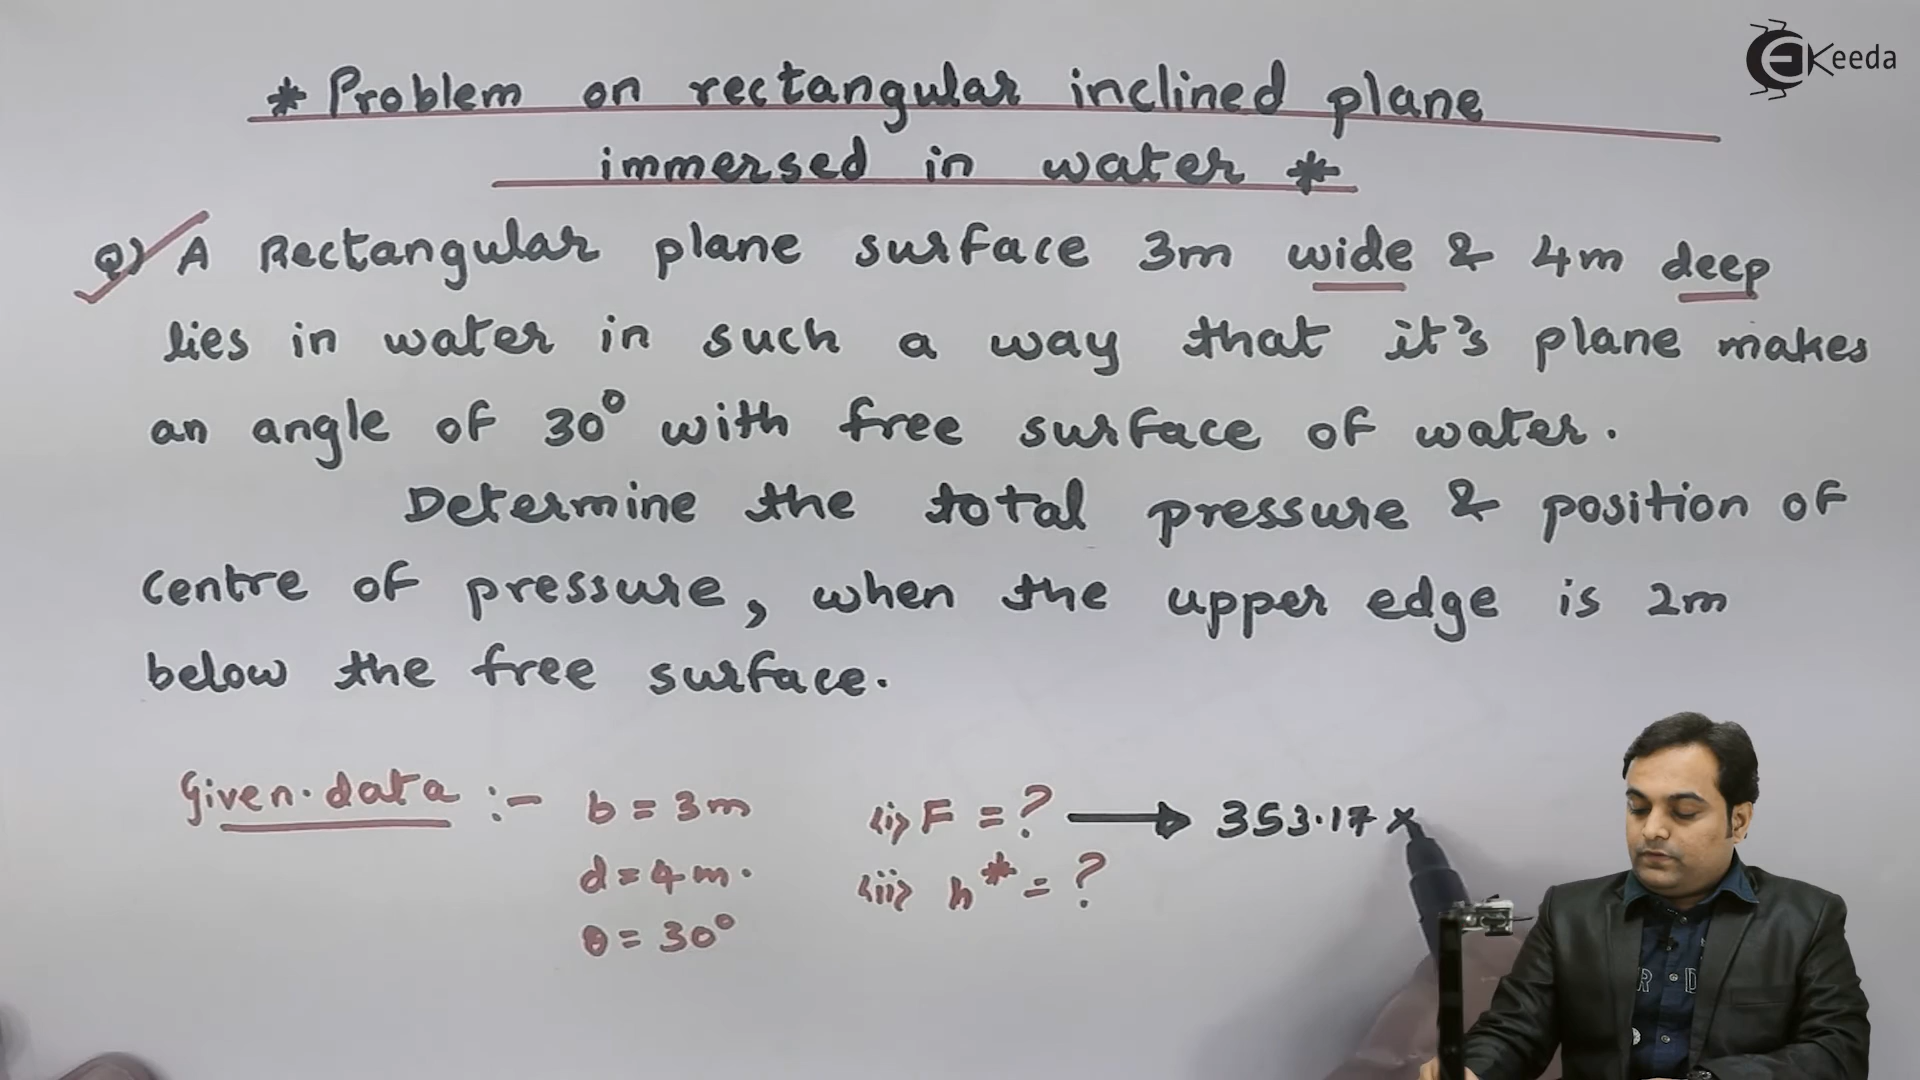 Keeda
* Problem on rectangular inclined plane
immersed in water *
Q) A Rectangular plane surface 3m wide & 4m deep
lies in water in such a way that it's plane makes
an angle of 30° with free surface of water.
Determine the total pressure & position of
centre of pressure, when the upper edge is 2m
below the free surface.
Given data :- b = 3m
d = 4m.
θ = 30°
(i) F = ? → 353.17 ×
(ii) h* = ?